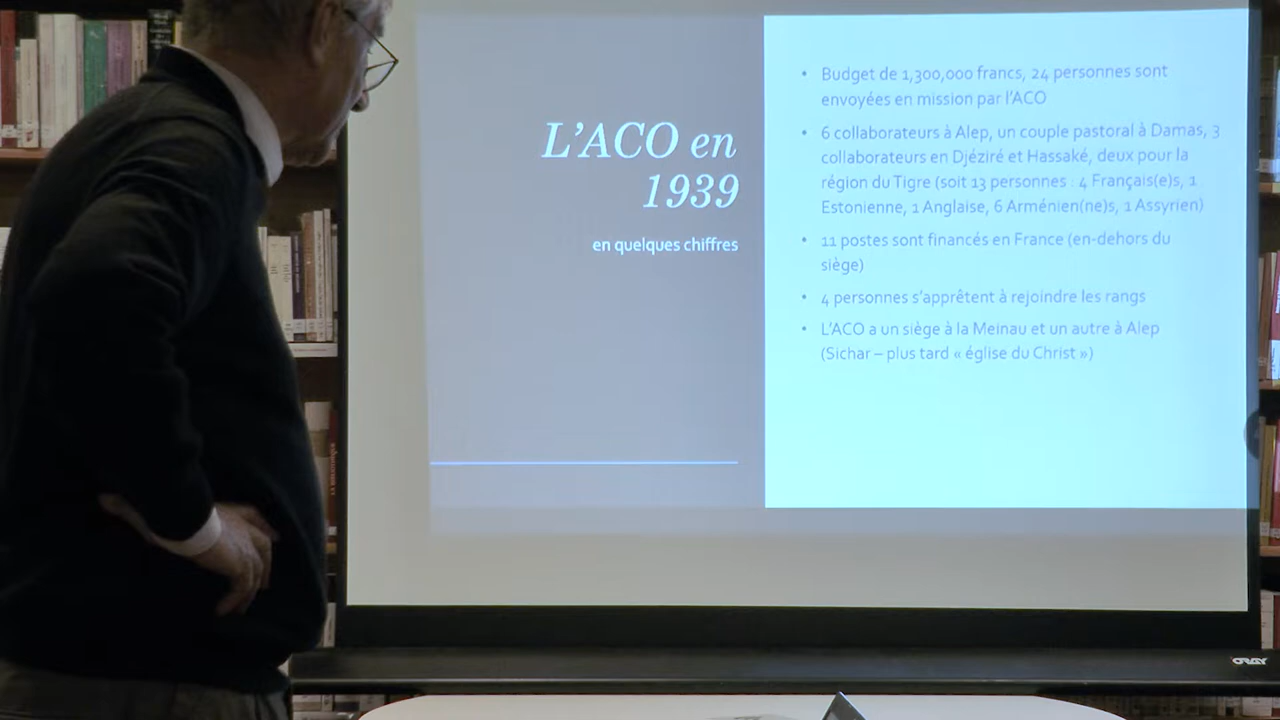 L'ACO en
1939
en quelques chiffres
• Budget de 1,300,000 francs, 24 personnes sont
envoyées en mission par l'ACO
• 6 collaborateurs à Alep, un couple pastoral à Damas, 3
collaborateurs en Djéziré et Hassaké, deux pour la
région du Tigre (soit 13 personnes : 4 Français(e)s, 1
Estonienne, 1 Anglaise, 6 Arménien(ne)s, 1 Assyrien)
• 11 postes sont financés en France (en-dehors du
siège)
• 4 personnes s'apprêtent à rejoindre les rangs
• L'ACO a un siège à la Meinau et un autre à Alep
(Sichar – plus tard « église du Christ »)
ORAY